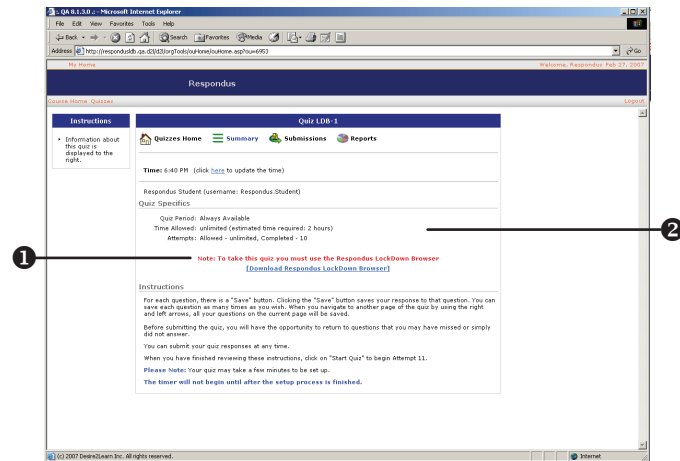 .: QA 8.1.3.0 :. - Microsoft Internet Explorer
File Edit View Favorites Tools Help
Back Search Favorites Media
Address http://respondusldb.qa.d2l/d2l/orgTools/ouHome/ouHome.asp?ou=6953 Go
My Home Welcome, Respondus Feb 27, 2007
Respondus
Course Home Quizzes Logout
Instructions
Information about
this quiz is
displayed to the
right.
Quiz LDB-1
Quizzes Home Summary Submissions Reports
Time: 6:40 PM (click here to update the time)
Respondus Student (username: Respondus.Student)
Quiz Specifics
Quiz Period: Always Available
Time Allowed: unlimited (estimated time required: 2 hours)
Attempts: Allowed - unlimited, Completed - 10
2
1
Note: To take this quiz you must use the Respondus LockDown Browser
[Download Respondus LockDown Browser]
Instructions
For each question, there is a "Save" button. Clicking the "Save" button saves your response to that question. You can
save each question as many times as you wish. When you navigate to another page of the quiz by using the right
and left arrows, all your questions on the current page will be saved.
Before submitting the quiz, you will have the opportunity to return to questions that you may have missed or simply
did not answer.
You can submit your quiz responses at any time.
When you have finished reviewing these instructions, click on "Start Quiz" to begin Attempt 11.
Please Note: Your quiz may take a few minutes to be set up.
The timer will not begin until after the setup process is finished.
(c) 2007 Desire2Learn Inc. All rights reserved. Internet